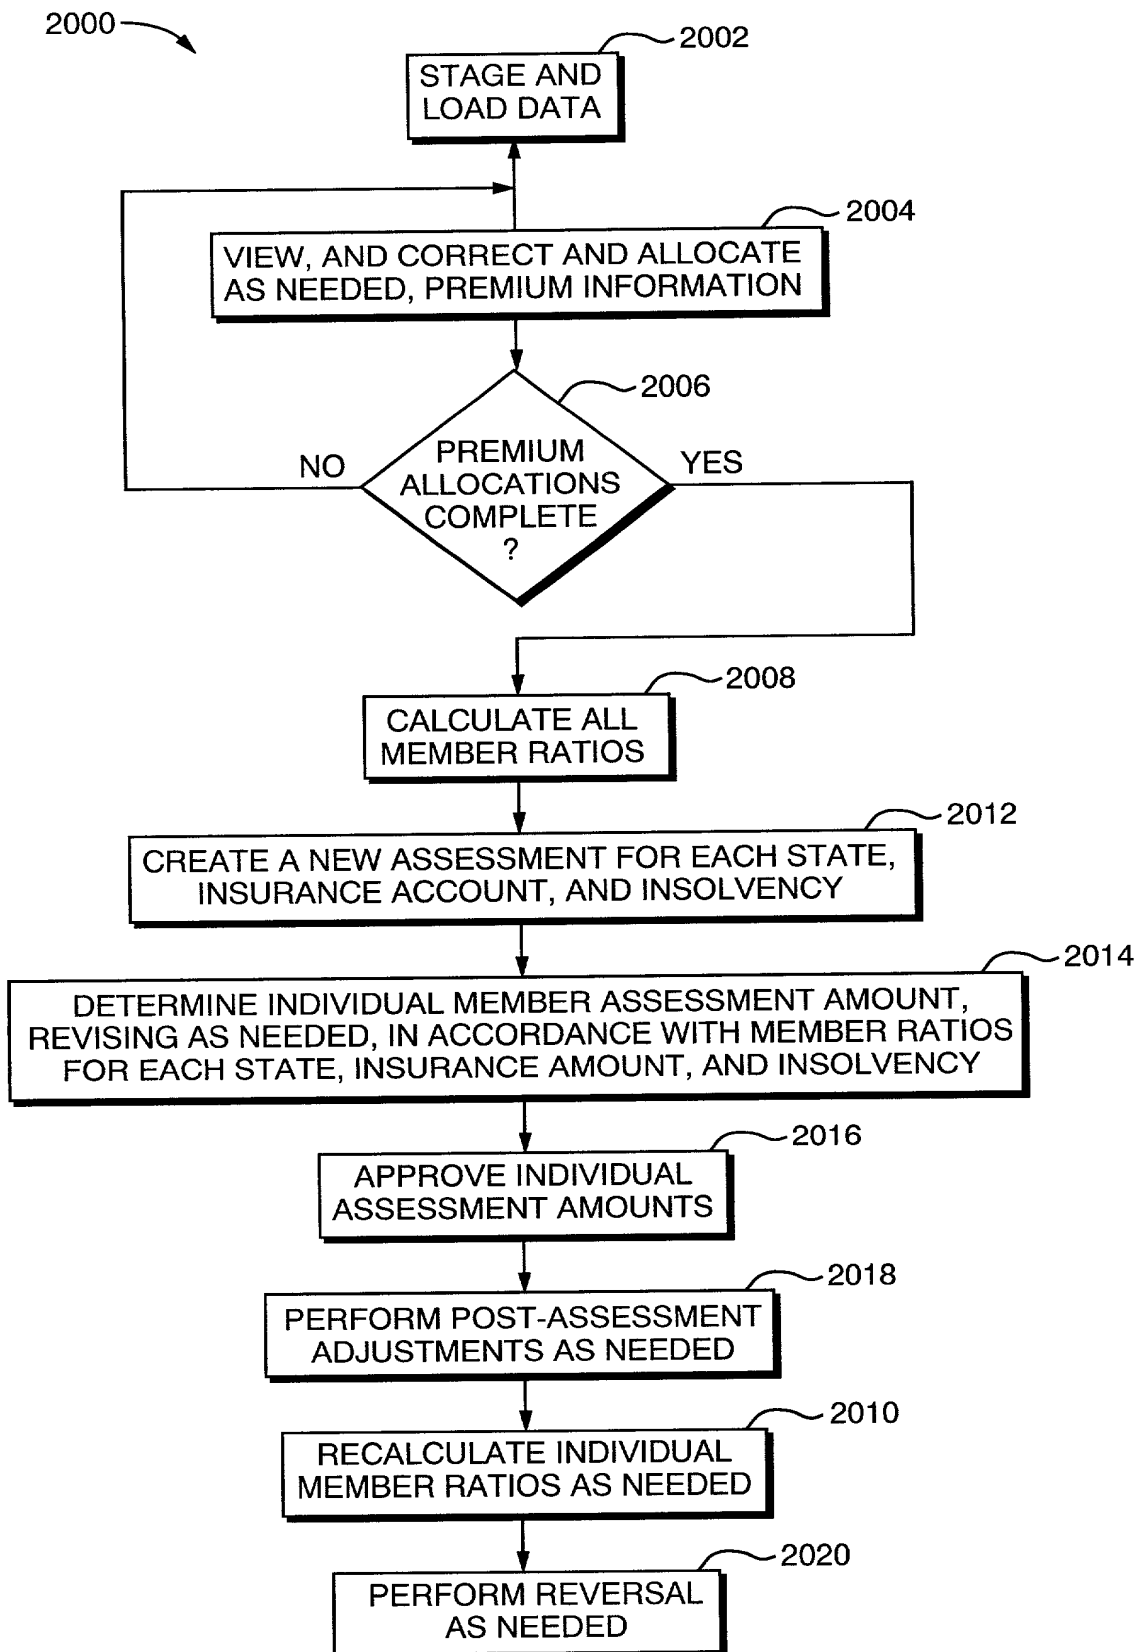 2000
2002
STAGE AND
LOAD DATA
2004
VIEW, AND CORRECT AND ALLOCATE
AS NEEDED, PREMIUM INFORMATION
2006
PREMIUM
ALLOCATIONS
COMPLETE
?
NO
YES
2008
CALCULATE ALL
MEMBER RATIOS
2012
CREATE A NEW ASSESSMENT FOR EACH STATE,
INSURANCE ACCOUNT, AND INSOLVENCY
2014
DETERMINE INDIVIDUAL MEMBER ASSESSMENT AMOUNT,
REVISING AS NEEDED, IN ACCORDANCE WITH MEMBER RATIOS
FOR EACH STATE, INSURANCE AMOUNT, AND INSOLVENCY
2016
APPROVE INDIVIDUAL
ASSESSMENT AMOUNTS
2018
PERFORM POST-ASSESSMENT
ADJUSTMENTS AS NEEDED
2010
RECALCULATE INDIVIDUAL
MEMBER RATIOS AS NEEDED
2020
PERFORM REVERSAL
AS NEEDED